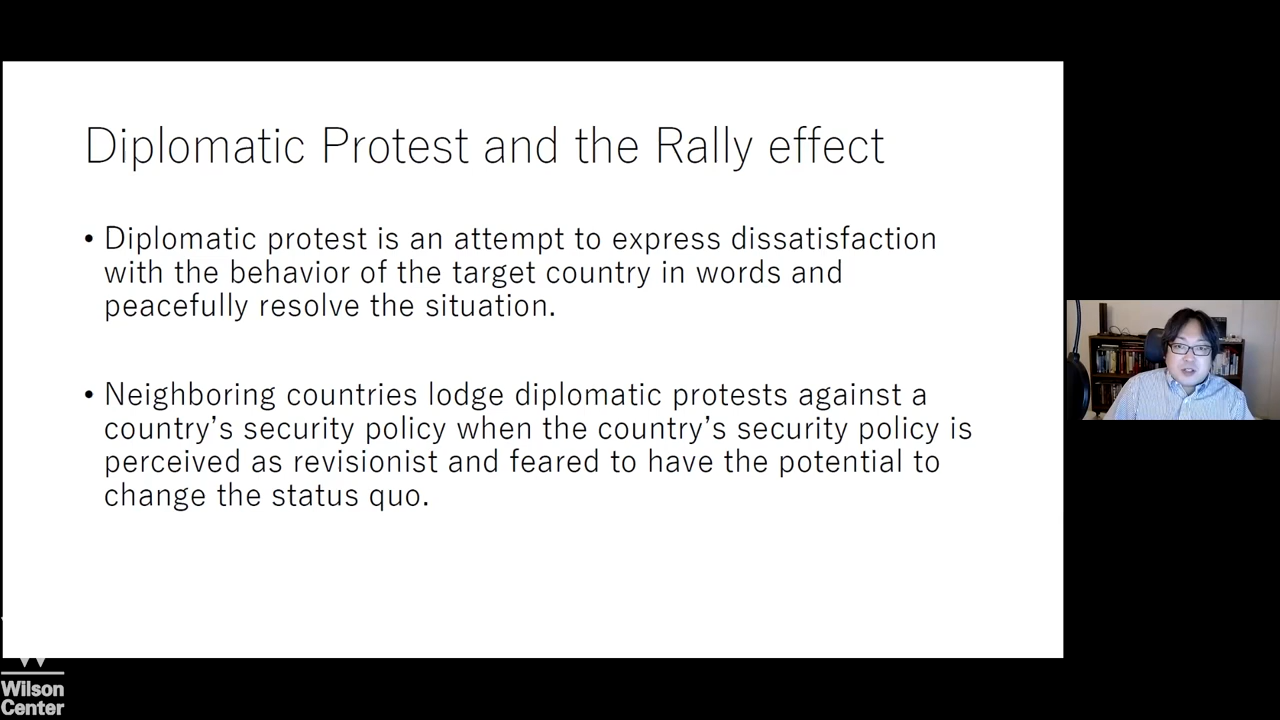 Diplomatic Protest and the Rally effect
• Diplomatic protest is an attempt to express dissatisfaction
with the behavior of the target country in words and
peacefully resolve the situation.
• Neighboring countries lodge diplomatic protests against a
country’s security policy when the country’s security policy is
perceived as revisionist and feared to have the potential to
change the status quo.
Wilson
Center